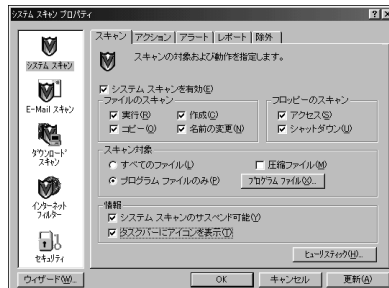 システム スキャン プロパティ
スキャン アクション アラート レポート 除外
システム スキャン
スキャンの対象および動作を指定します。
E-Mail スキャン
ダウンロード スキャン
インターネット フィルター
セキュリティ
システム スキャンを有効(E)
ファイルのスキャン
実行(R) 作成(C)
コピー(O) 名前の変更(N)
フロッピーのスキャン
アクセス(S)
シャットダウン(U)
スキャン対象
すべてのファイル(L) 圧縮ファイル(M)
プログラム ファイルのみ(P) プログラム ファイル(G)...
情報
システム スキャンのサスペンド可能(Y)
タスクバーにアイコンを表示(T)
ヒューリスティック(H)...
ウィザード(W)... OK キャンセル 更新(A)